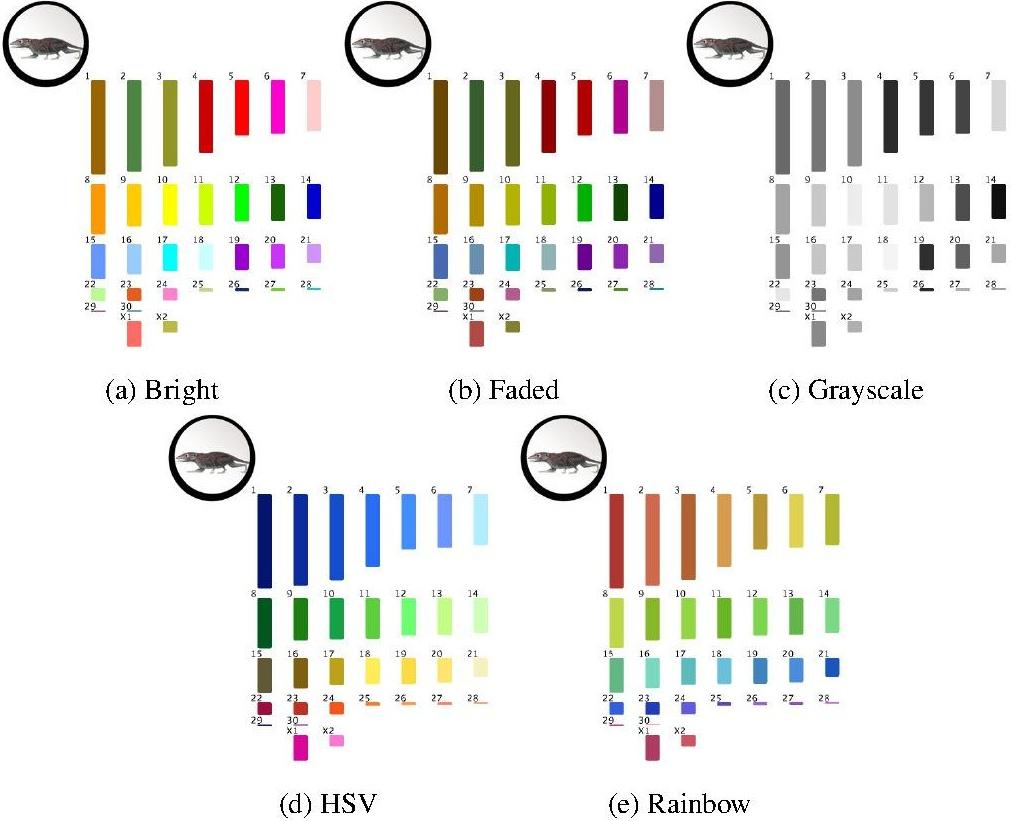 1 2 3 4 5 6 7
8 9 10 11 12 13 14
15 16 17 18 19 20 21
22 23 24 25 26 27 28
29 30
X1 X2
(a) Bright
1 2 3 4 5 6 7
8 9 10 11 12 13 14
15 16 17 18 19 20 21
22 23 24 25 26 27 28
29 30
X1 X2
(b) Faded
1 2 3 4 5 6 7
8 9 10 11 12 13 14
15 16 17 18 19 20 21
22 23 24 25 26 27 28
29 30
X1 X2
(c) Grayscale
1 2 3 4 5 6 7
8 9 10 11 12 13 14
15 16 17 18 19 20 21
22 23 24 25 26 27 28
29 30
X1 X2
(d) HSV
1 2 3 4 5 6 7
8 9 10 11 12 13 14
15 16 17 18 19 20 21
22 23 24 25 26 27 28
29 30
X1 X2
(e) Rainbow